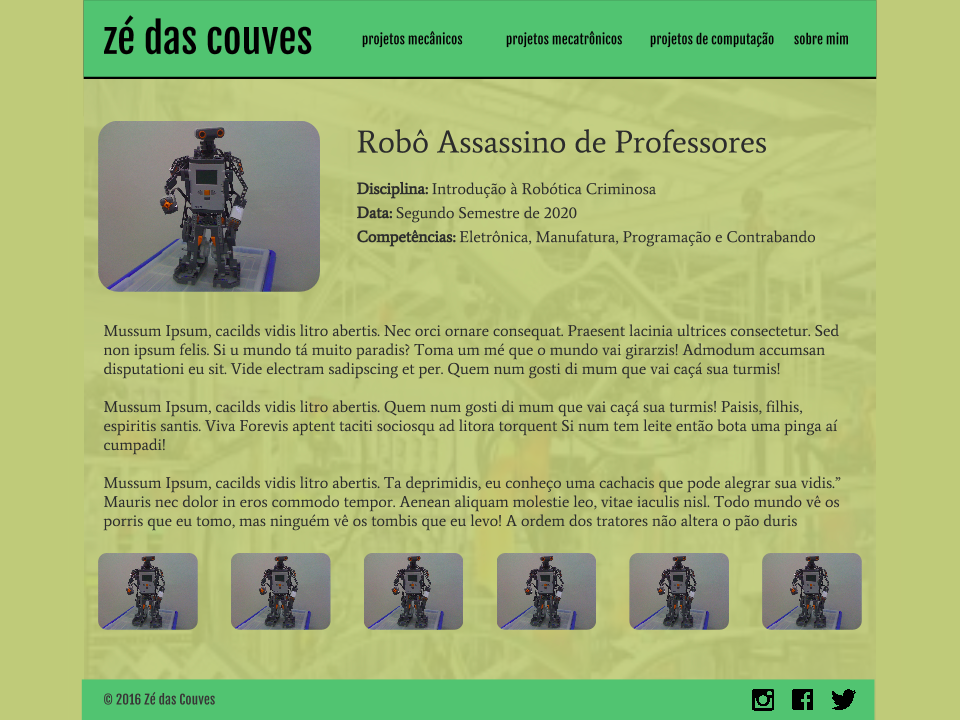 zé das couves
projetos mecânicos projetos mecatrônicos projetos de computação sobre mim
Robô Assassino de Professores
Disciplina: Introdução à Robótica Criminosa
Data: Segundo Semestre de 2020
Competências: Eletrônica, Manufatura, Programação e Contrabando
Mussum Ipsum, cacilds vidis litro abertis. Nec orci ornare consequat. Praesent lacinia ultrices consectetur. Sed
non ipsum felis. Si u mundo tá muito paradis? Toma um mé que o mundo vai girarzis! Admodum accumsan
disputationi eu sit. Vide electram sadipscing et per. Quem num gosti di mum que vai caçá sua turmis!
Mussum Ipsum, cacilds vidis litro abertis. Quem num gosti di mum que vai caçá sua turmis! Paisis, filhis,
espiritis santis. Viva Forevis aptent taciti sociosqu ad litora torquent Si num tem leite então bota uma pinga aí
cumpadi!
Mussum Ipsum, cacilds vidis litro abertis. Ta deprimidis, eu conheço uma cachacis que pode alegrar sua vidis.”
Mauris nec dolor in eros commodo tempor. Aenean aliquam molestie leo, vitae iaculis nisl. Todo mundo vê os
porris que eu tomo, mas ninguém vê os tombis que eu levo! A ordem dos tratores não altera o pão duris
© 2016 Zé das Couves